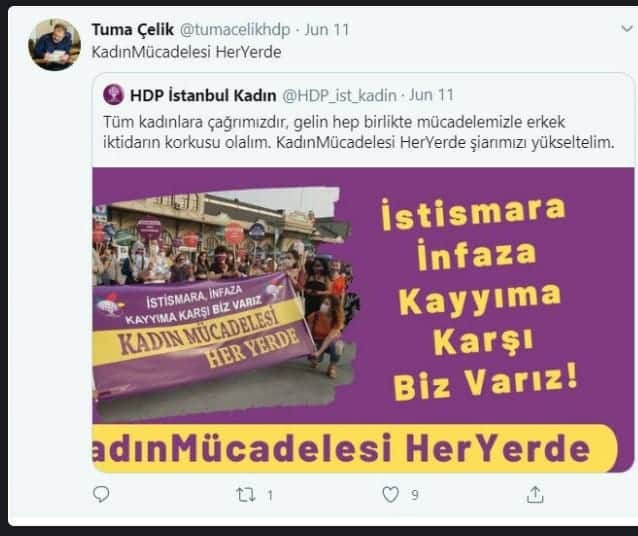 Tuma Çelik @tumacelikhdp · Jun 11
KadınMücadelesi HerYerde
HDP İstanbul Kadın @HDP_ist_kadin · Jun 11
Tüm kadınlara çağrımızdır, gelin hep birlikte mücadelemizle erkek
iktidarın korkusu olalım. KadınMücadelesi HerYerde şiarımızı yükseltelim.
İSTİSMARA, İNFAZA
KAYYIMA KARŞI BİZ VARIZ
KADIN MÜCADELESİ
HER YERDE
İstismara
İnfaza
Kayyıma
Karşı
Biz Varız!
adınMücadelesi HerYerde
1
9